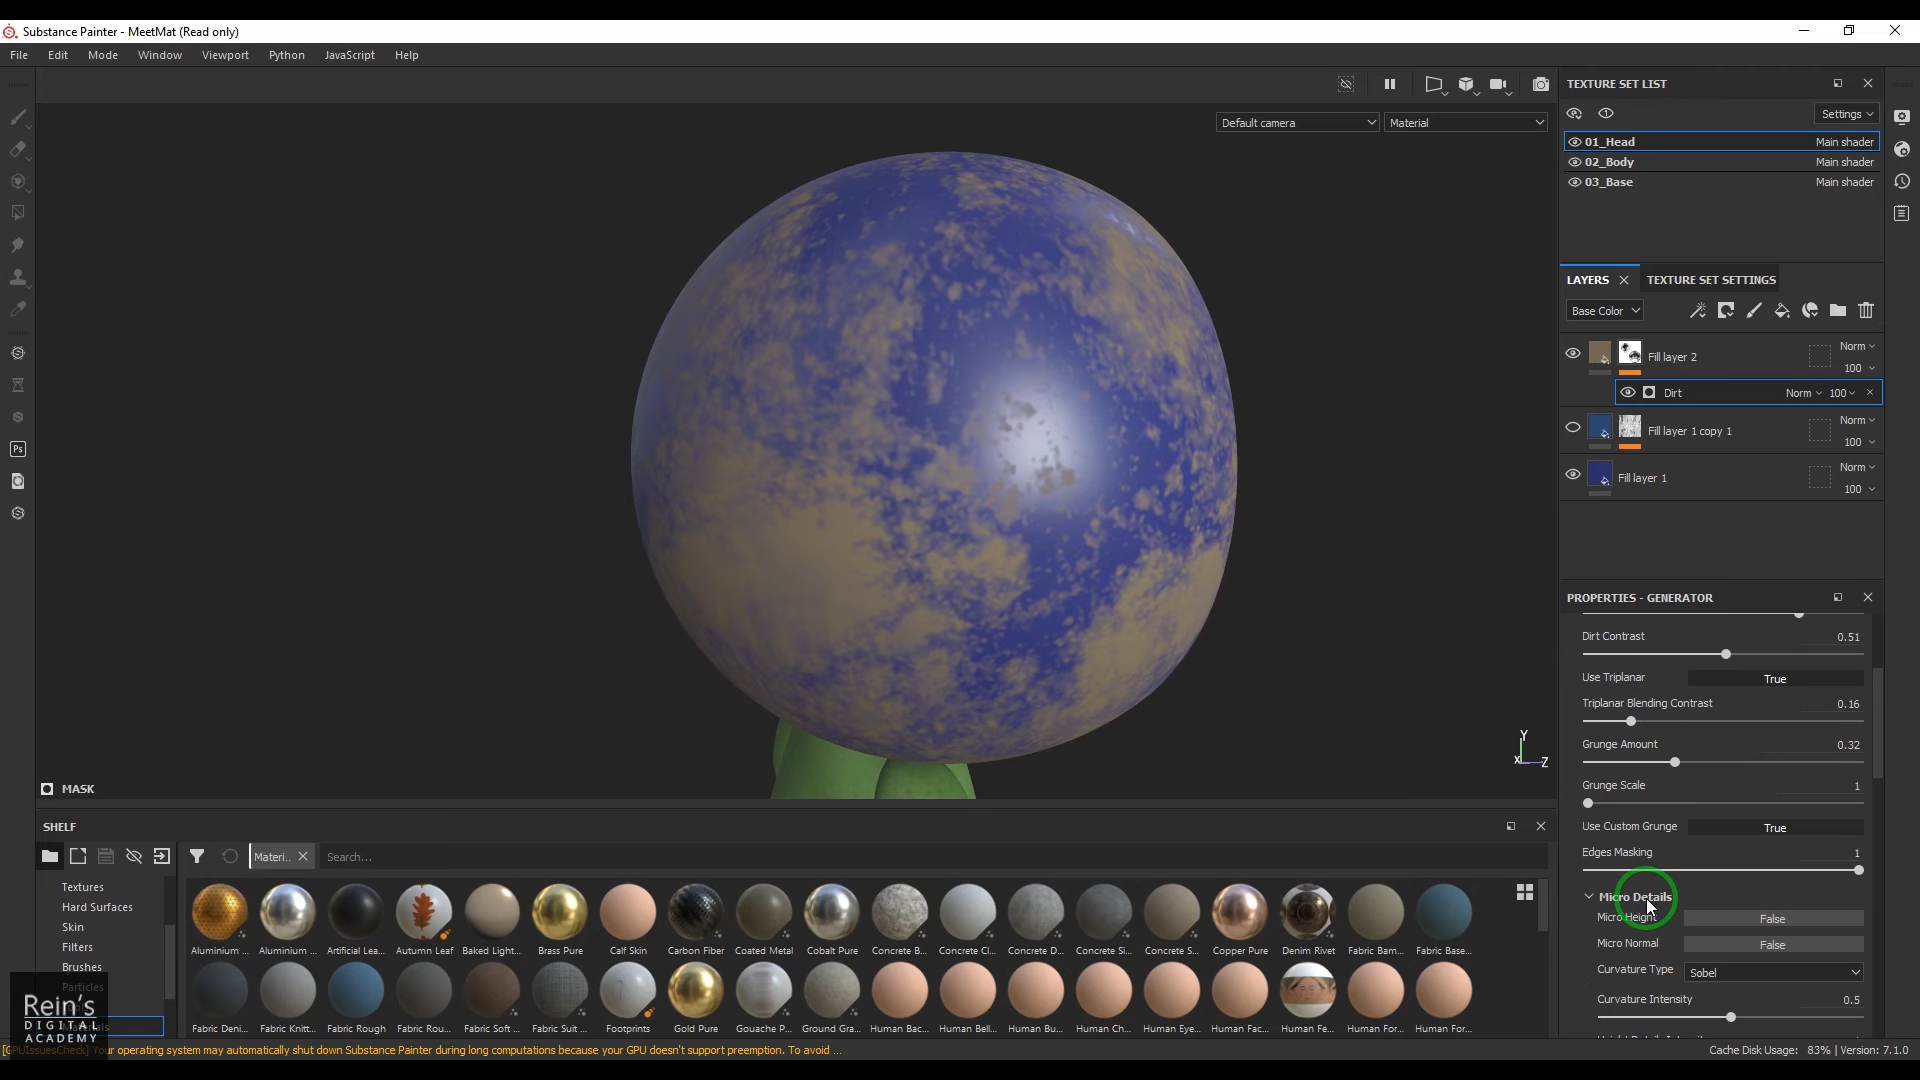 Substance Painter - MeetMat (Read only)
File Edit Mode Window Viewport Python JavaScript Help
Default camera
Material
TEXTURE SET LIST
Settings
01_Head Main shader
02_Body Main shader
03_Base Main shader
LAYERS TEXTURE SET SETTINGS
Base Color
Norm
Fill layer 2
100
Dirt Norm 100
Norm
Fill layer 1 copy 1
100
Norm
Fill layer 1
100
PROPERTIES - GENERATOR
Dirt Contrast 0.51
Use Triplanar True
Triplanar Blending Contrast 0.16
Grunge Amount 0.32
Grunge Scale 1
Use Custom Grunge True
Edges Masking 1
Micro Details
Micro Height False
Micro Normal False
Curvature Type Sobel
Curvature Intensity 0.5
Y
X Z
MASK
SHELF
Materi..
Search...
Textures
Hard Surfaces
Skin
Filters
Brushes
Particles
Ps
Aluminium ... Aluminium ... Artificial Lea... Autumn Leaf Baked Light... Brass Pure Calf Skin Carbon Fiber Coated Metal Cobalt Pure Concrete B... Concrete Cl... Concrete D... Concrete Si... Concrete S... Copper Pure Denim Rivet Fabric Bam... Fabric Base...
Fabric Deni... Fabric Knitt... Fabric Rough Fabric Rou... Fabric Soft ... Fabric Suit ... Footprints Gold Pure Gouache P... Ground Gra... Human Bac... Human Bell... Human Bu... Human Ch... Human Eye... Human Fac... Human Fe... Human For... Human For...
Rein's
DIGITAL
ACADEMY
[GPUIssuesCheck] Your operating system may automatically shut down Substance Painter during long computations because your GPU doesn't support preemption. To avoid ...
Cache Disk Usage: 83% | Version: 7.1.0